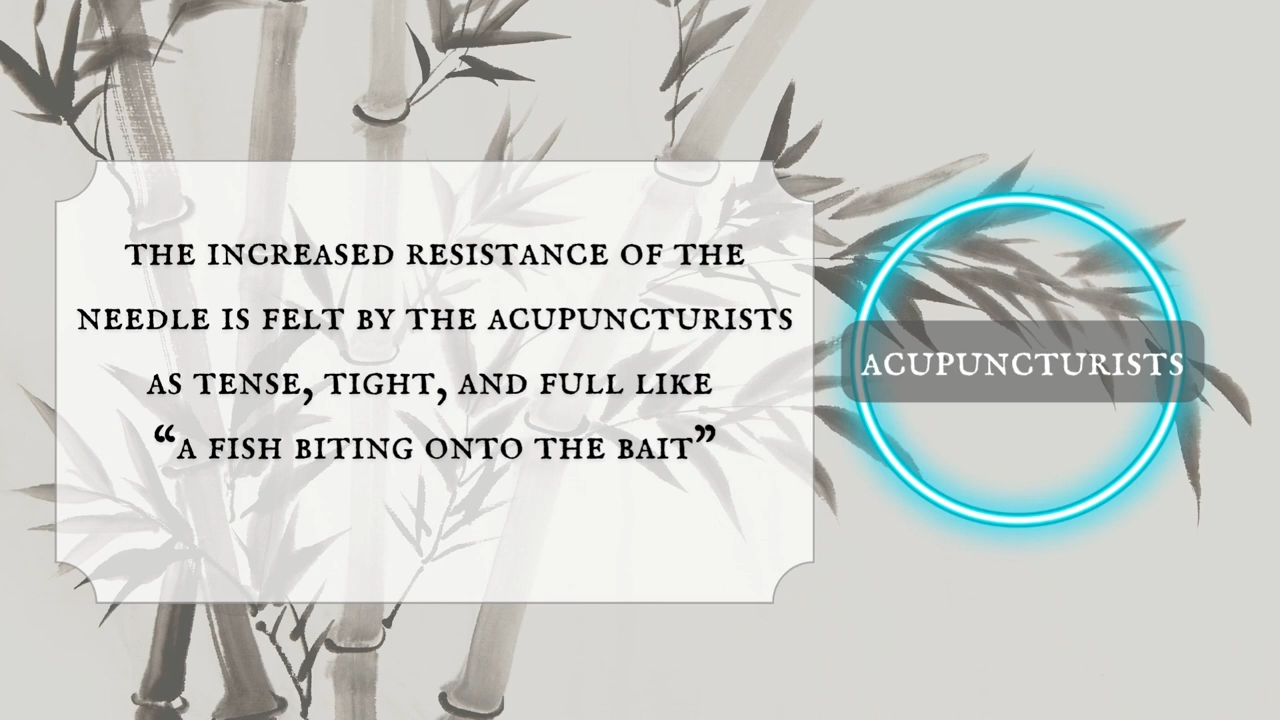 THE INCREASED RESISTANCE OF THE
NEEDLE IS FELT BY THE ACUPUNCTURISTS
AS TENSE, TIGHT, AND FULL LIKE
“A FISH BITING ONTO THE BAIT”
ACUPUNCTURISTS